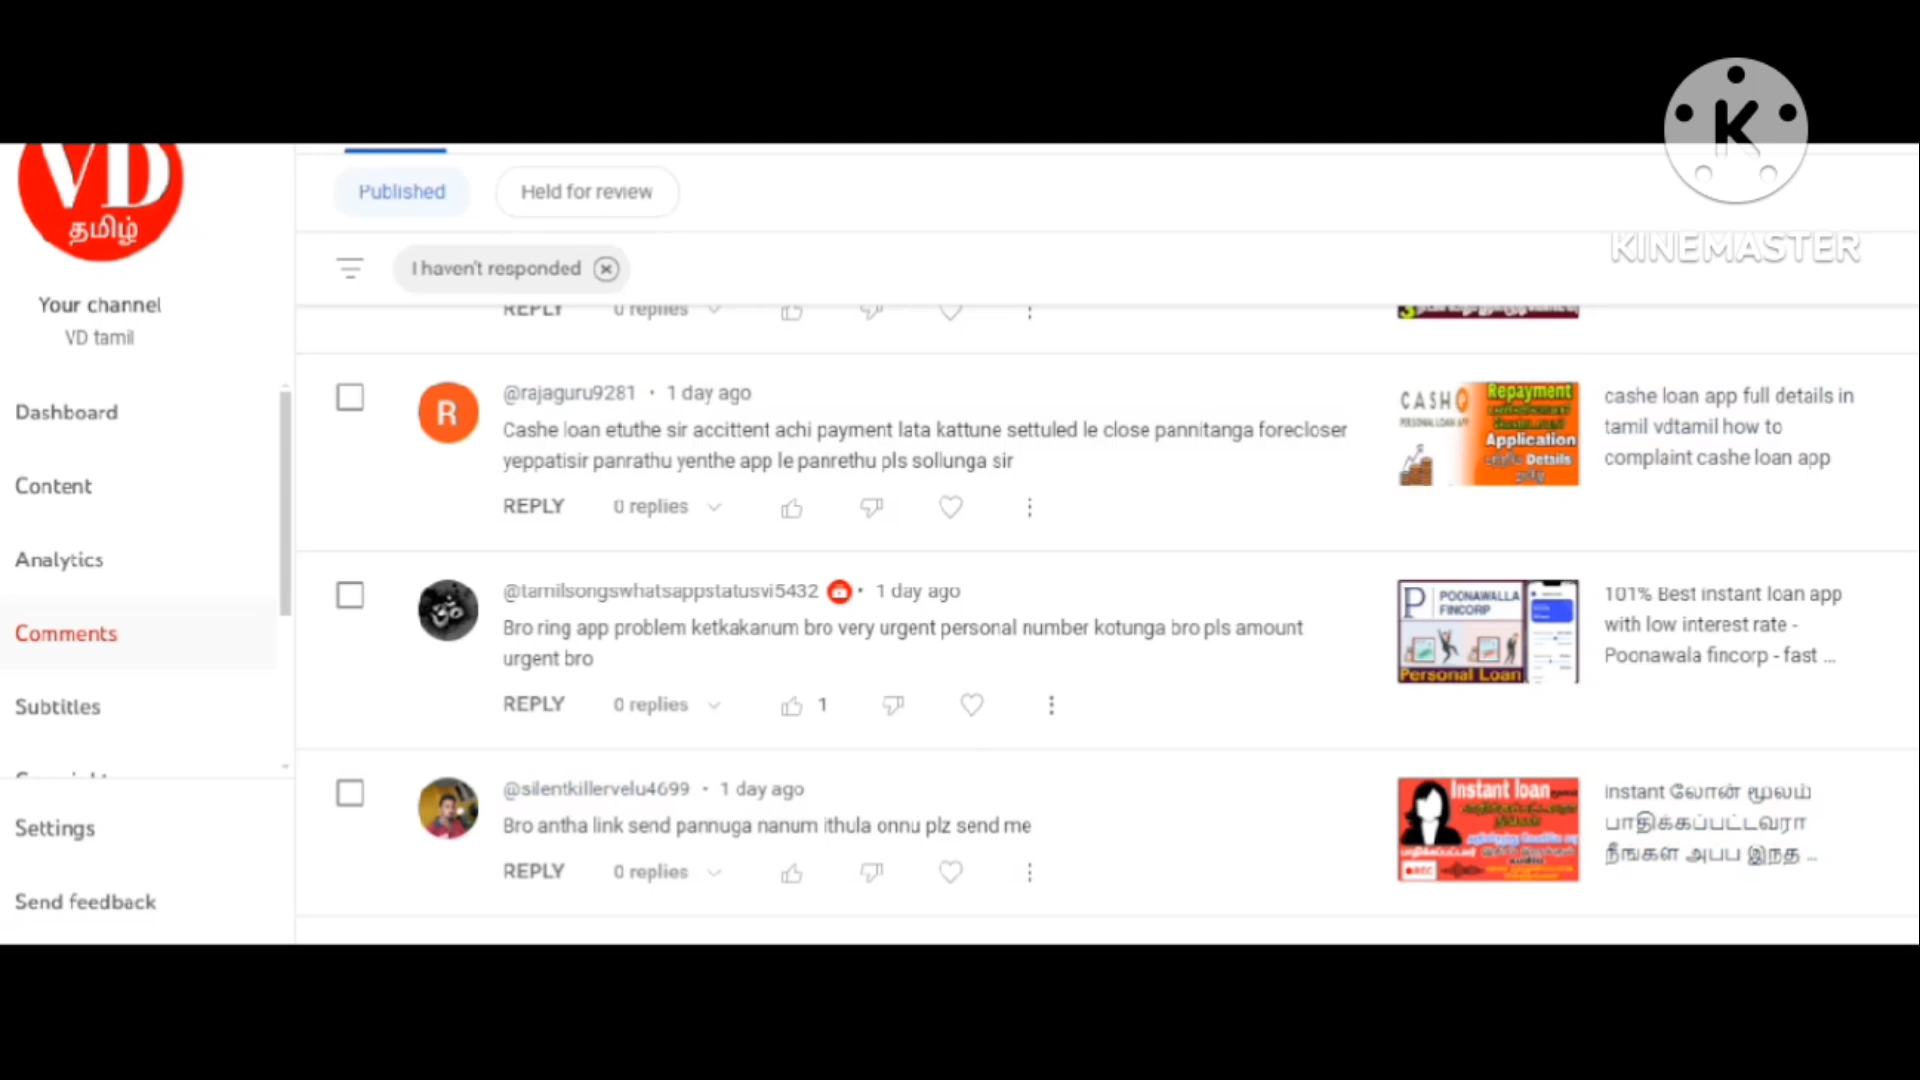 K
KINEMASTER
VD
தமிழ்
Your channel
VD tamil
Dashboard
Content
Analytics
Comments
Subtitles
Settings
Send feedback
Published
Held for review
I haven't responded
REPLY 0 replies
@rajaguru9281 • 1 day ago
Cashe loan etuthe sir accittent achi payment lata kattune settuled le close pannitanga forecloser
yeppatisir panrathu yenthe app le panrethu pls sollunga sir
REPLY 0 replies
CASH
PERSONAL LOAN APP
Repayment
Application
Details
cashe loan app full details in
tamil vdtamil how to
complaint cashe loan app
@tamilsongswhatsappstatusvi5432 • 1 day ago
Bro ring app problem ketkakanum bro very urgent personal number kotunga bro pls amount
urgent bro
REPLY 0 replies 1
P POONAWALLA
FINCORP
Personal Loan
101% Best instant loan app
with low interest rate -
Poonawala fincorp - fast ...
@silentkillervelu4699 • 1 day ago
Bro antha link send pannuga nanum ithula onnu plz send me
REPLY 0 replies
Instant loan
REC
instant லோன் மூலம்
பாதிக்கப்பட்டவரா
நீங்கள் அப்ப இந்த ...